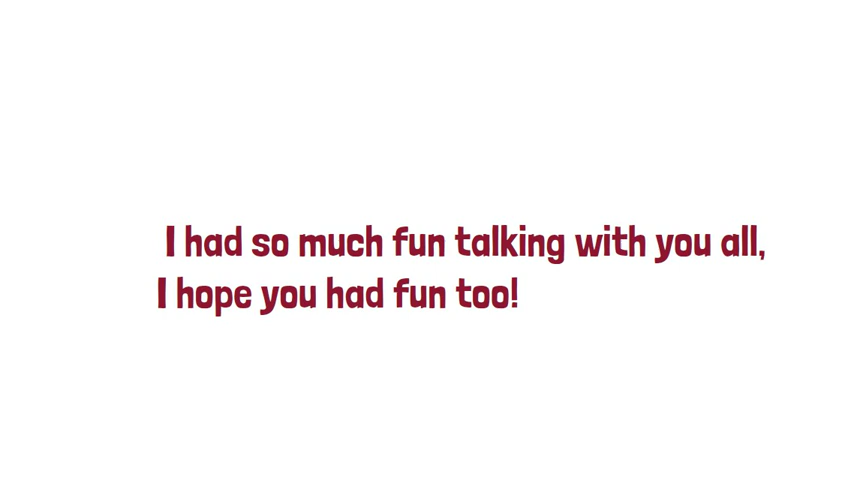 I had so much fun talking with you all,
I hope you had fun too!